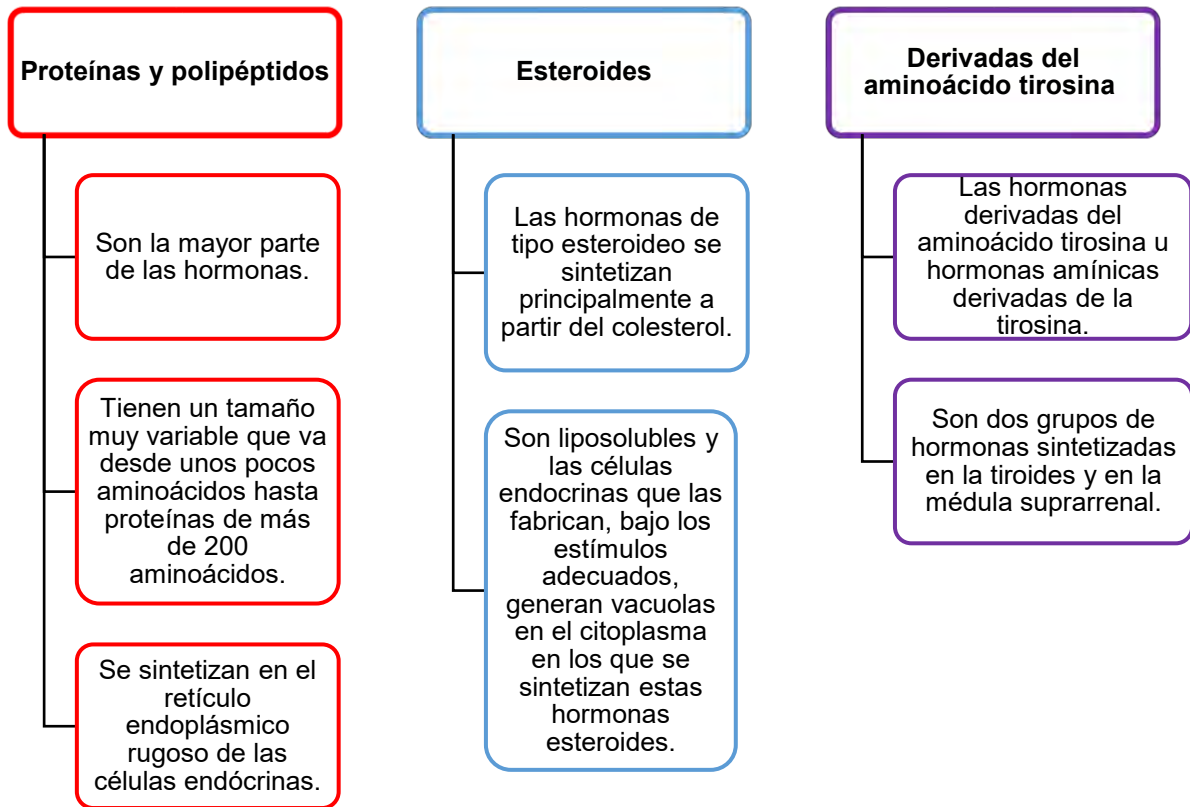 Proteínas y polipéptidos
Son la mayor parte
de las hormonas.
Tienen un tamaño
muy variable que va
desde unos pocos
aminoácidos hasta
proteínas de más
de 200
aminoácidos.
Se sintetizan en el
retículo
endoplásmico
rugoso de las
células endócrinas.
Esteroides
Las hormonas de
tipo esteroideo se
sintetizan
principalmente a
partir del colesterol.
Son liposolubles y
las células
endocrinas que las
fabrican, bajo los
estímulos
adecuados,
generan vacuolas
en el citoplasma
en los que se
sintetizan estas
hormonas
esteroides.
Derivadas del
aminoácido tirosina
Las hormonas
derivadas del
aminoácido tirosina u
hormonas amínicas
derivadas de la
tirosina.
Son dos grupos de
hormonas sintetizadas
en la tiroides y en la
médula suprarrenal.